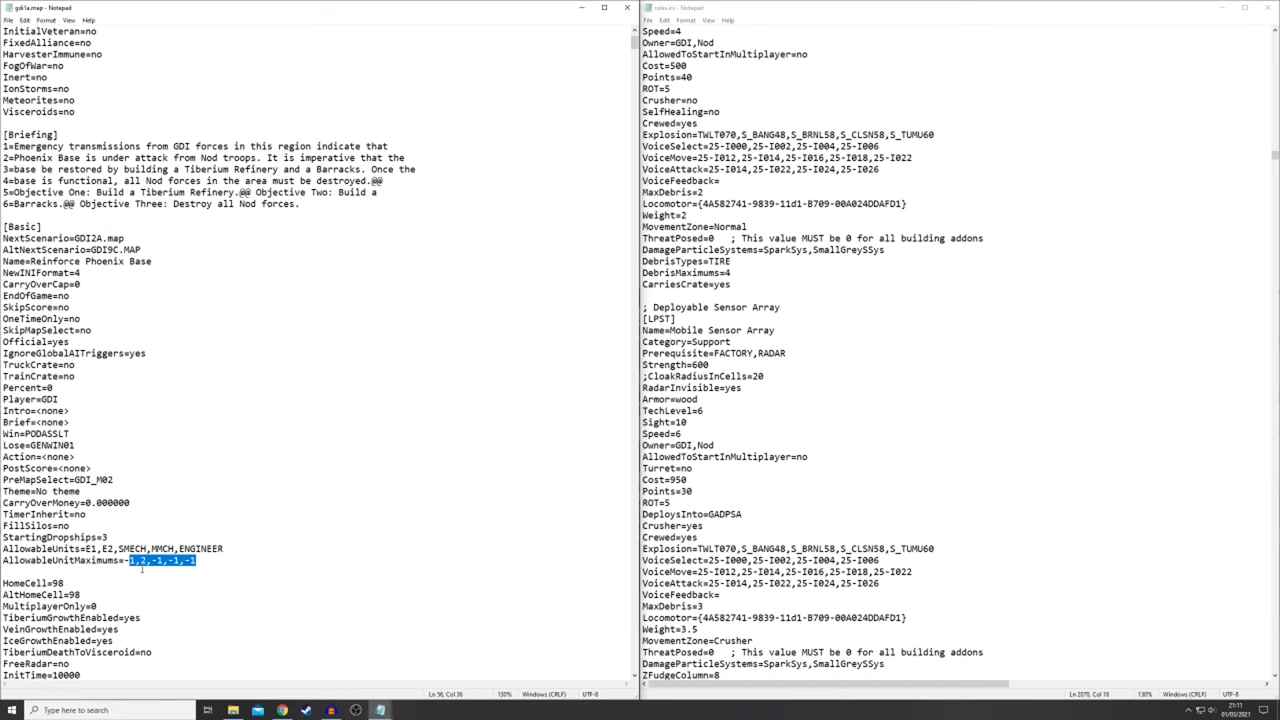 gdi1a.map - Notepad
File Edit Format View Help
InitialVeteran=no
FixedAlliance=no
HarvesterImmune=no
FogOfWar=no
Inert=no
IonStorms=no
Meteorites=no
Visceroids=no
[Briefing]
1=Emergency transmissions from GDI forces in this region indicate that
2=Phoenix Base is under attack from Nod troops. It is imperative that the
3=base be restored by building a Tiberium Refinery and a Barracks. Once the
4=base is functional, all Nod forces in the area must be destroyed.@@
5=Objective One: Build a Tiberium Refinery.@@ Objective Two: Build a
6=Barracks.@@ Objective Three: Destroy all Nod forces.
[Basic]
NextScenario=GDI2A.map
AltNextScenario=GDI9C.MAP
Name=Reinforce Phoenix Base
NewINIFormat=4
CarryOverCap=0
EndOfGame=no
SkipScore=no
OneTimeOnly=no
SkipMapSelect=no
Official=yes
IgnoreGlobalAITriggers=yes
TruckCrate=no
TrainCrate=no
Percent=0
Player=GDI
Intro=<none>
Brief=<none>
Win=PODASSLT
Lose=GENWIN01
Action=<none>
PostScore=<none>
PreMapSelect=GDI_M02
Theme=No theme
CarryOverMoney=0.000000
TimerInherit=no
FillSilos=no
StartingDropships=3
AllowableUnits=E1,E2,SMECH,MMCH,ENGINEER
AllowableUnitMaximums=-1,2,-1,-1,-1
HomeCell=98
AltHomeCell=98
MultiplayerOnly=0
TiberiumGrowthEnabled=yes
VeinGrowthEnabled=yes
IceGrowthEnabled=yes
TiberiumDeathToVisceroid=no
FreeRadar=no
InitTime=10000
Ln 56, Col 36 130% Windows (CRLF) UTF-8
rules.ini - Notepad
File Edit Format View Help
Speed=4
Owner=GDI,Nod
AllowedToStartInMultiplayer=no
Cost=500
Points=40
ROT=5
Crusher=no
SelfHealing=no
Crewed=yes
Explosion=TWLT070,S_BANG48,S_BRNL58,S_CLSN58,S_TUMU60
VoiceSelect=25-I000,25-I002,25-I004,25-I006
VoiceMove=25-I012,25-I014,25-I016,25-I018,25-I022
VoiceAttack=25-I014,25-I022,25-I024,25-I026
VoiceFeedback=
MaxDebris=2
Locomotor={4A582741-9839-11d1-B709-00A024DDAFD1}
Weight=2
MovementZone=Normal
ThreatPosed=0 ; This value MUST be 0 for all building addons
DamageParticleSystems=SparkSys,SmallGreySSys
DebrisTypes=TIRE
DebrisMaximums=4
CarriesCrate=yes
; Deployable Sensor Array
[LPST]
Name=Mobile Sensor Array
Category=Support
Prerequisite=FACTORY,RADAR
Strength=600
;CloakRadiusInCells=20
RadarInvisible=yes
Armor=wood
TechLevel=6
Sight=10
Speed=6
Owner=GDI,Nod
AllowedToStartInMultiplayer=no
Turret=no
Cost=950
Points=30
ROT=5
DeploysInto=GADPSA
Crusher=yes
Crewed=yes
Explosion=TWLT070,S_BANG48,S_BRNL58,S_CLSN58,S_TUMU60
VoiceSelect=25-I000,25-I002,25-I004,25-I006
VoiceMove=25-I012,25-I014,25-I016,25-I018,25-I022
VoiceAttack=25-I014,25-I022,25-I024,25-I026
VoiceFeedback=
MaxDebris=3
Locomotor={4A582741-9839-11d1-B709-00A024DDAFD1}
Weight=3.5
MovementZone=Crusher
ThreatPosed=0 ; This value MUST be 0 for all building addons
DamageParticleSystems=SparkSys,SmallGreySSys
ZFudgeColumn=8
Ln 2070, Col 18 130% Windows (CRLF) UTF-8
Type here to search
21:11
01/03/2021